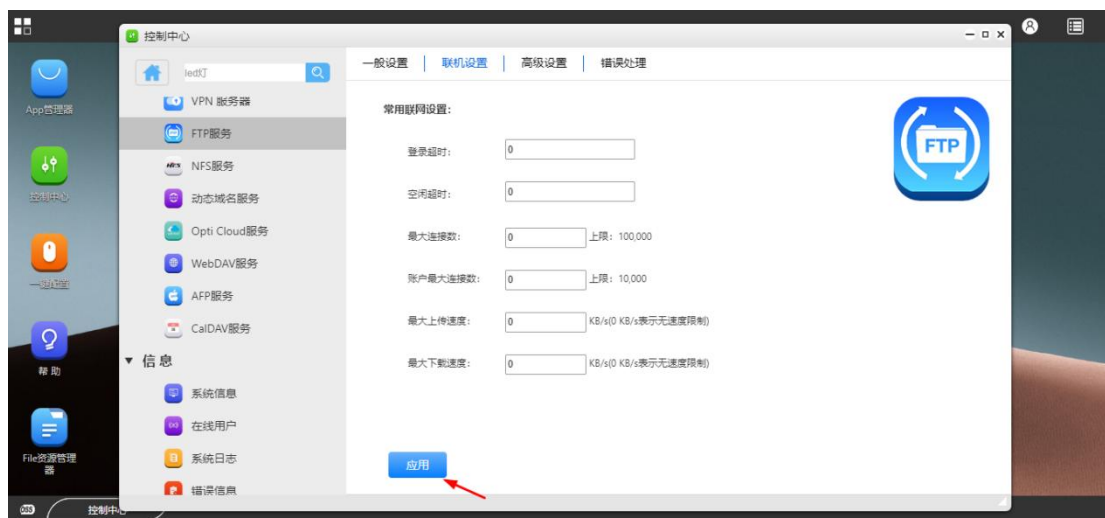 控制中心
led灯
一般设置 联机设置 高级设置 错误处理
App管理器
控制中心
一键配置
帮助
File资源管理器
VPN 服务器
FTP服务
NFS服务
动态域名服务
Opti Cloud服务
WebDAV服务
AFP服务
CalDAV服务
信息
系统信息
在线用户
系统日志
错误信息
常用联网设置：
登录超时： 0
空闲超时： 0
最大连接数： 0 上限：100,000
账户最大连接数： 0 上限：10,000
最大上传速度： 0 KB/s(0 KB/s表示无速度限制)
最大下载速度： 0 KB/s(0 KB/s表示无速度限制)
FTP
应用
控制中心